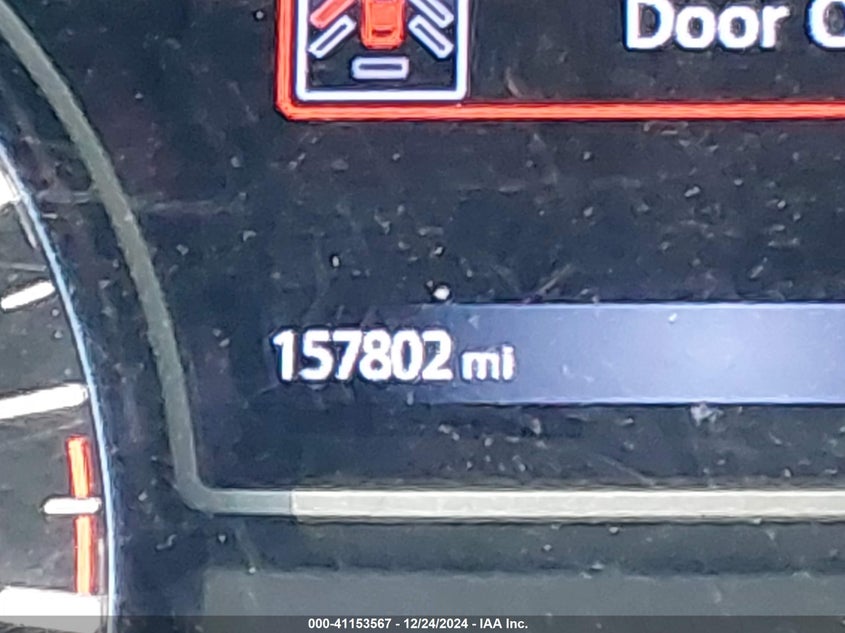 Door
157802 mi
000-41153567 - 12/24/2024 - IAA Inc.